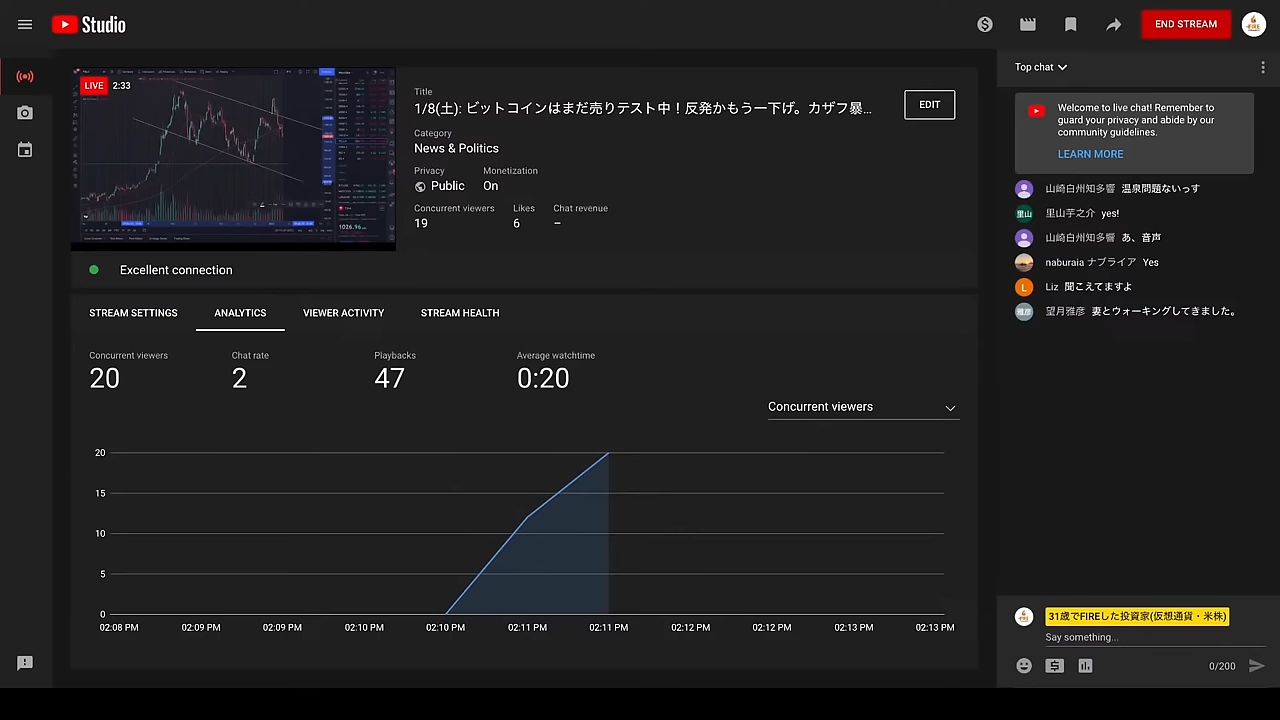 Studio
END STREAM
LIVE 2:33
1026.96
Title
1/8(土): ビットコインはまだ売りテスト中！反発かもう一下げ。カザフ暴...
EDIT
Category
News & Politics
Privacy
Monetization
Public
On
Concurrent viewers
Likes
Chat revenue
19
6
–
Excellent connection
STREAM SETTINGS
ANALYTICS
VIEWER ACTIVITY
STREAM HEALTH
Concurrent viewers
Chat rate
Playbacks
Average watchtime
20
2
47
0:20
Concurrent viewers
20
15
10
5
0
02:08 PM
02:09 PM
02:09 PM
02:10 PM
02:10 PM
02:11 PM
02:11 PM
02:12 PM
02:12 PM
02:13 PM
02:13 PM
Top chat
Welcome to live chat! Remember to
guard your privacy and abide by our
community guidelines.
LEARN MORE
山崎白州知多響 温泉問題ないっす
里山 里山芋之介 yes!
山崎白州知多響 あ、音声
naburaia ナブライア Yes
L Liz 聞こえてますよ
雅彦 望月雅彦 妻とウォーキングしてきました。
31歳でFIREした投資家(仮想通貨・米株)
Say something...
0/200